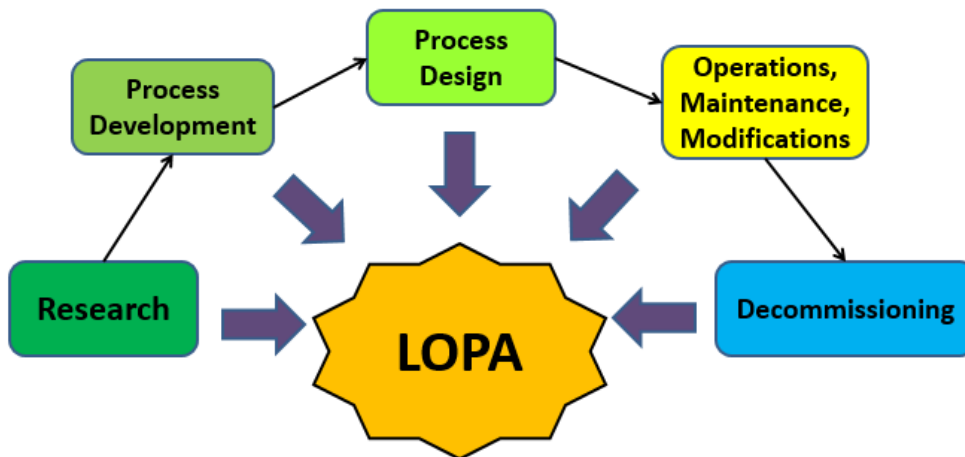 Process
Design
Process
Development
Operations,
Maintenance,
Modifications
Research
Decommissioning
LOPA